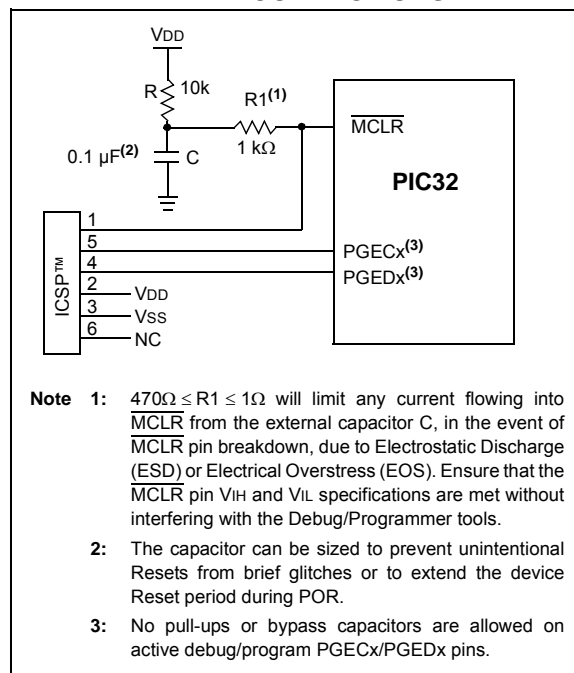 VDD
R
10k
R1(1)
1 kΩ
0.1 µF(2)
C
MCLR
PIC32
ICSP™
1
5
4
2
3
6
PGECx(3)
PGEDx(3)
VDD
VSS
NC
Note 1: 470Ω ≤ R1 ≤ 1Ω will limit any current flowing into
MCLR from the external capacitor C, in the event of
MCLR pin breakdown, due to Electrostatic Discharge
(ESD) or Electrical Overstress (EOS). Ensure that the
MCLR pin VIH and VIL specifications are met without
interfering with the Debug/Programmer tools.
2: The capacitor can be sized to prevent unintentional
Resets from brief glitches or to extend the device
Reset period during POR.
3: No pull-ups or bypass capacitors are allowed on
active debug/program PGECx/PGEDx pins.